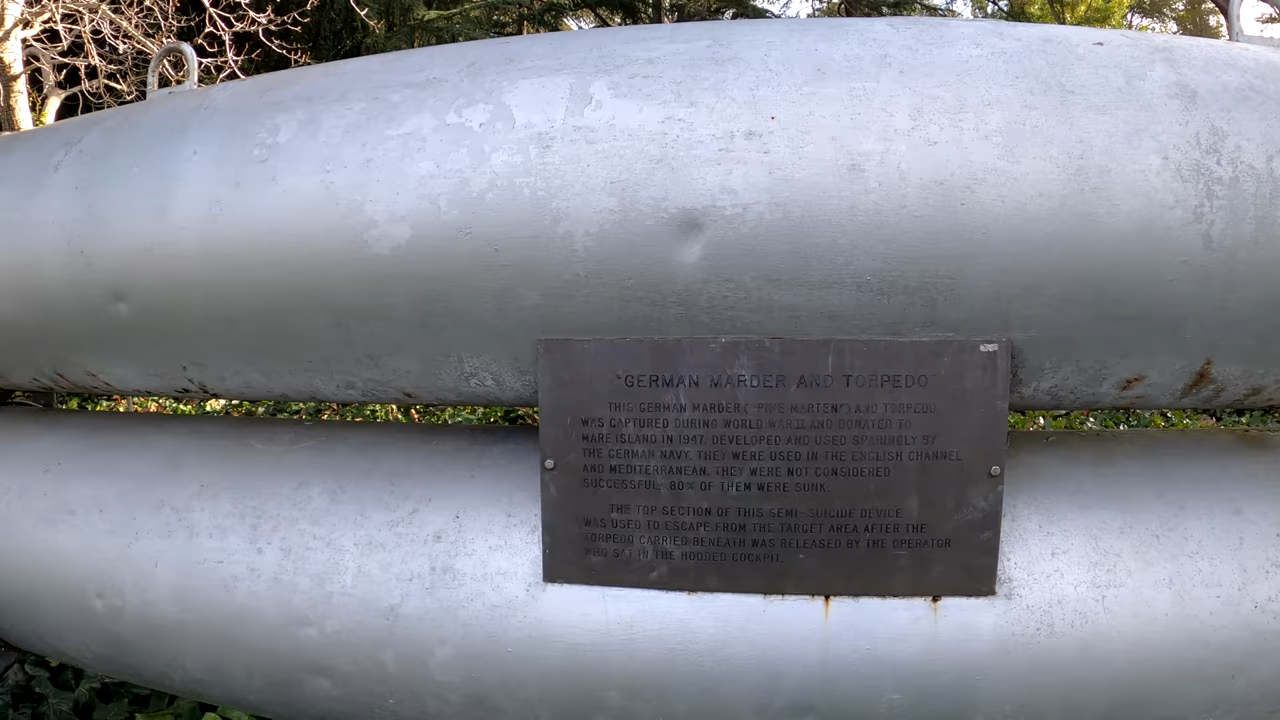 "GERMAN MARDER AND TORPEDO"
THIS GERMAN MARDER ("PINE MARTEN") AND TORPEDO
WAS CAPTURED DURING WORLD WAR II AND DONATED TO
MARE ISLAND IN 1947. DEVELOPED AND USED SPARINGLY BY
THE GERMAN NAVY. THEY WERE USED IN THE ENGLISH CHANNEL
AND MEDITERRANEAN. THEY WERE NOT CONSIDERED
SUCCESSFUL. 80% OF THEM WERE SUNK.
THE TOP SECTION OF THIS SEMI-SUICIDE DEVICE
WAS USED TO ESCAPE FROM THE TARGET AREA AFTER THE
TORPEDO CARRIED BENEATH WAS RELEASED BY THE OPERATOR
WHO SAT IN THE HOODED COCKPIT.